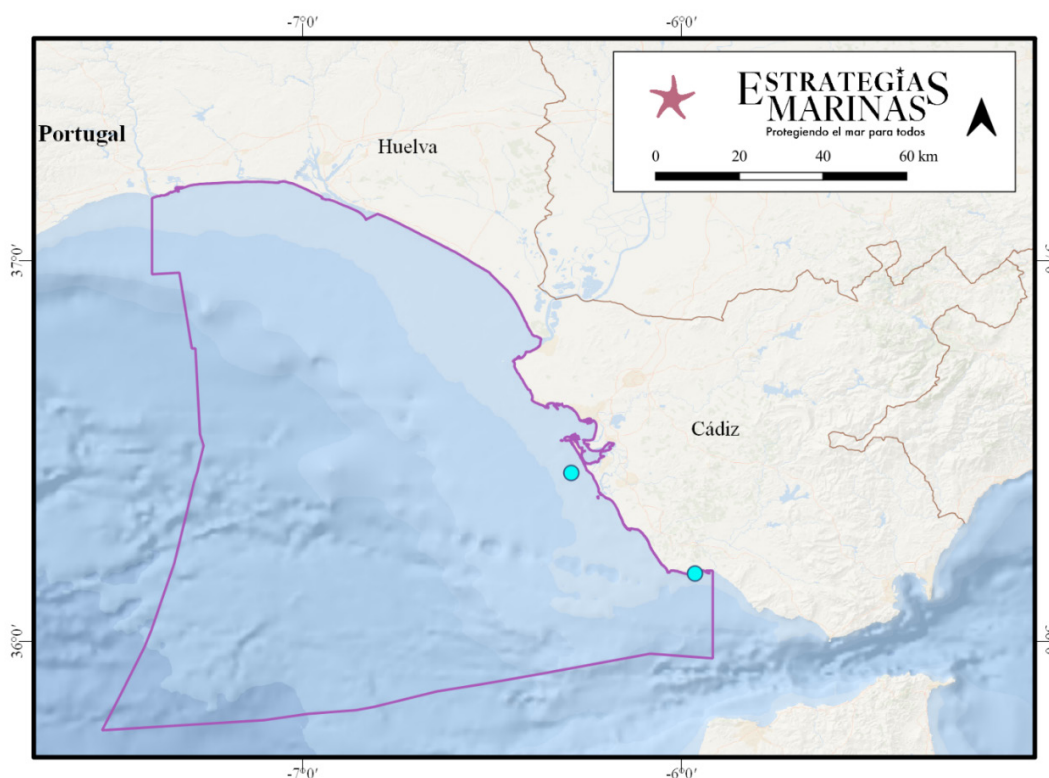 -7°0'
-6°0'
ESTRATEGIAS
MARINAS
Protegiendo el mar para todos
0 20 40 60 km
Portugal
Huelva
37°0'
Cádiz
36°0'
-7°0'
-6°0'